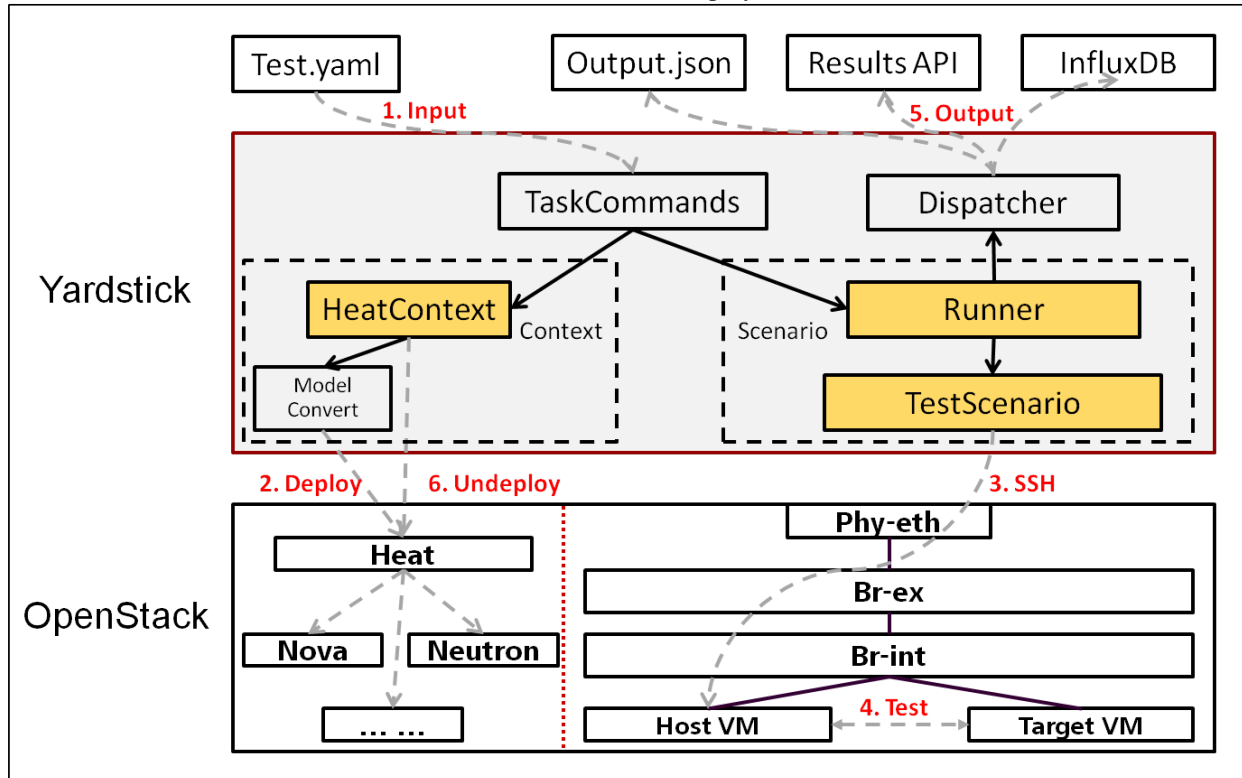 Test.yaml
Output.json
Results API
InfluxDB
1. Input
5. Output
Yardstick
TaskCommands
Dispatcher
HeatContext
Context
Scenario
Runner
Model
Convert
TestScenario
2. Deploy
6. Undeploy
3. SSH
OpenStack
Phy-eth
Heat
Br-ex
Nova
Neutron
Br-int
... ...
4. Test
Host VM
Target VM